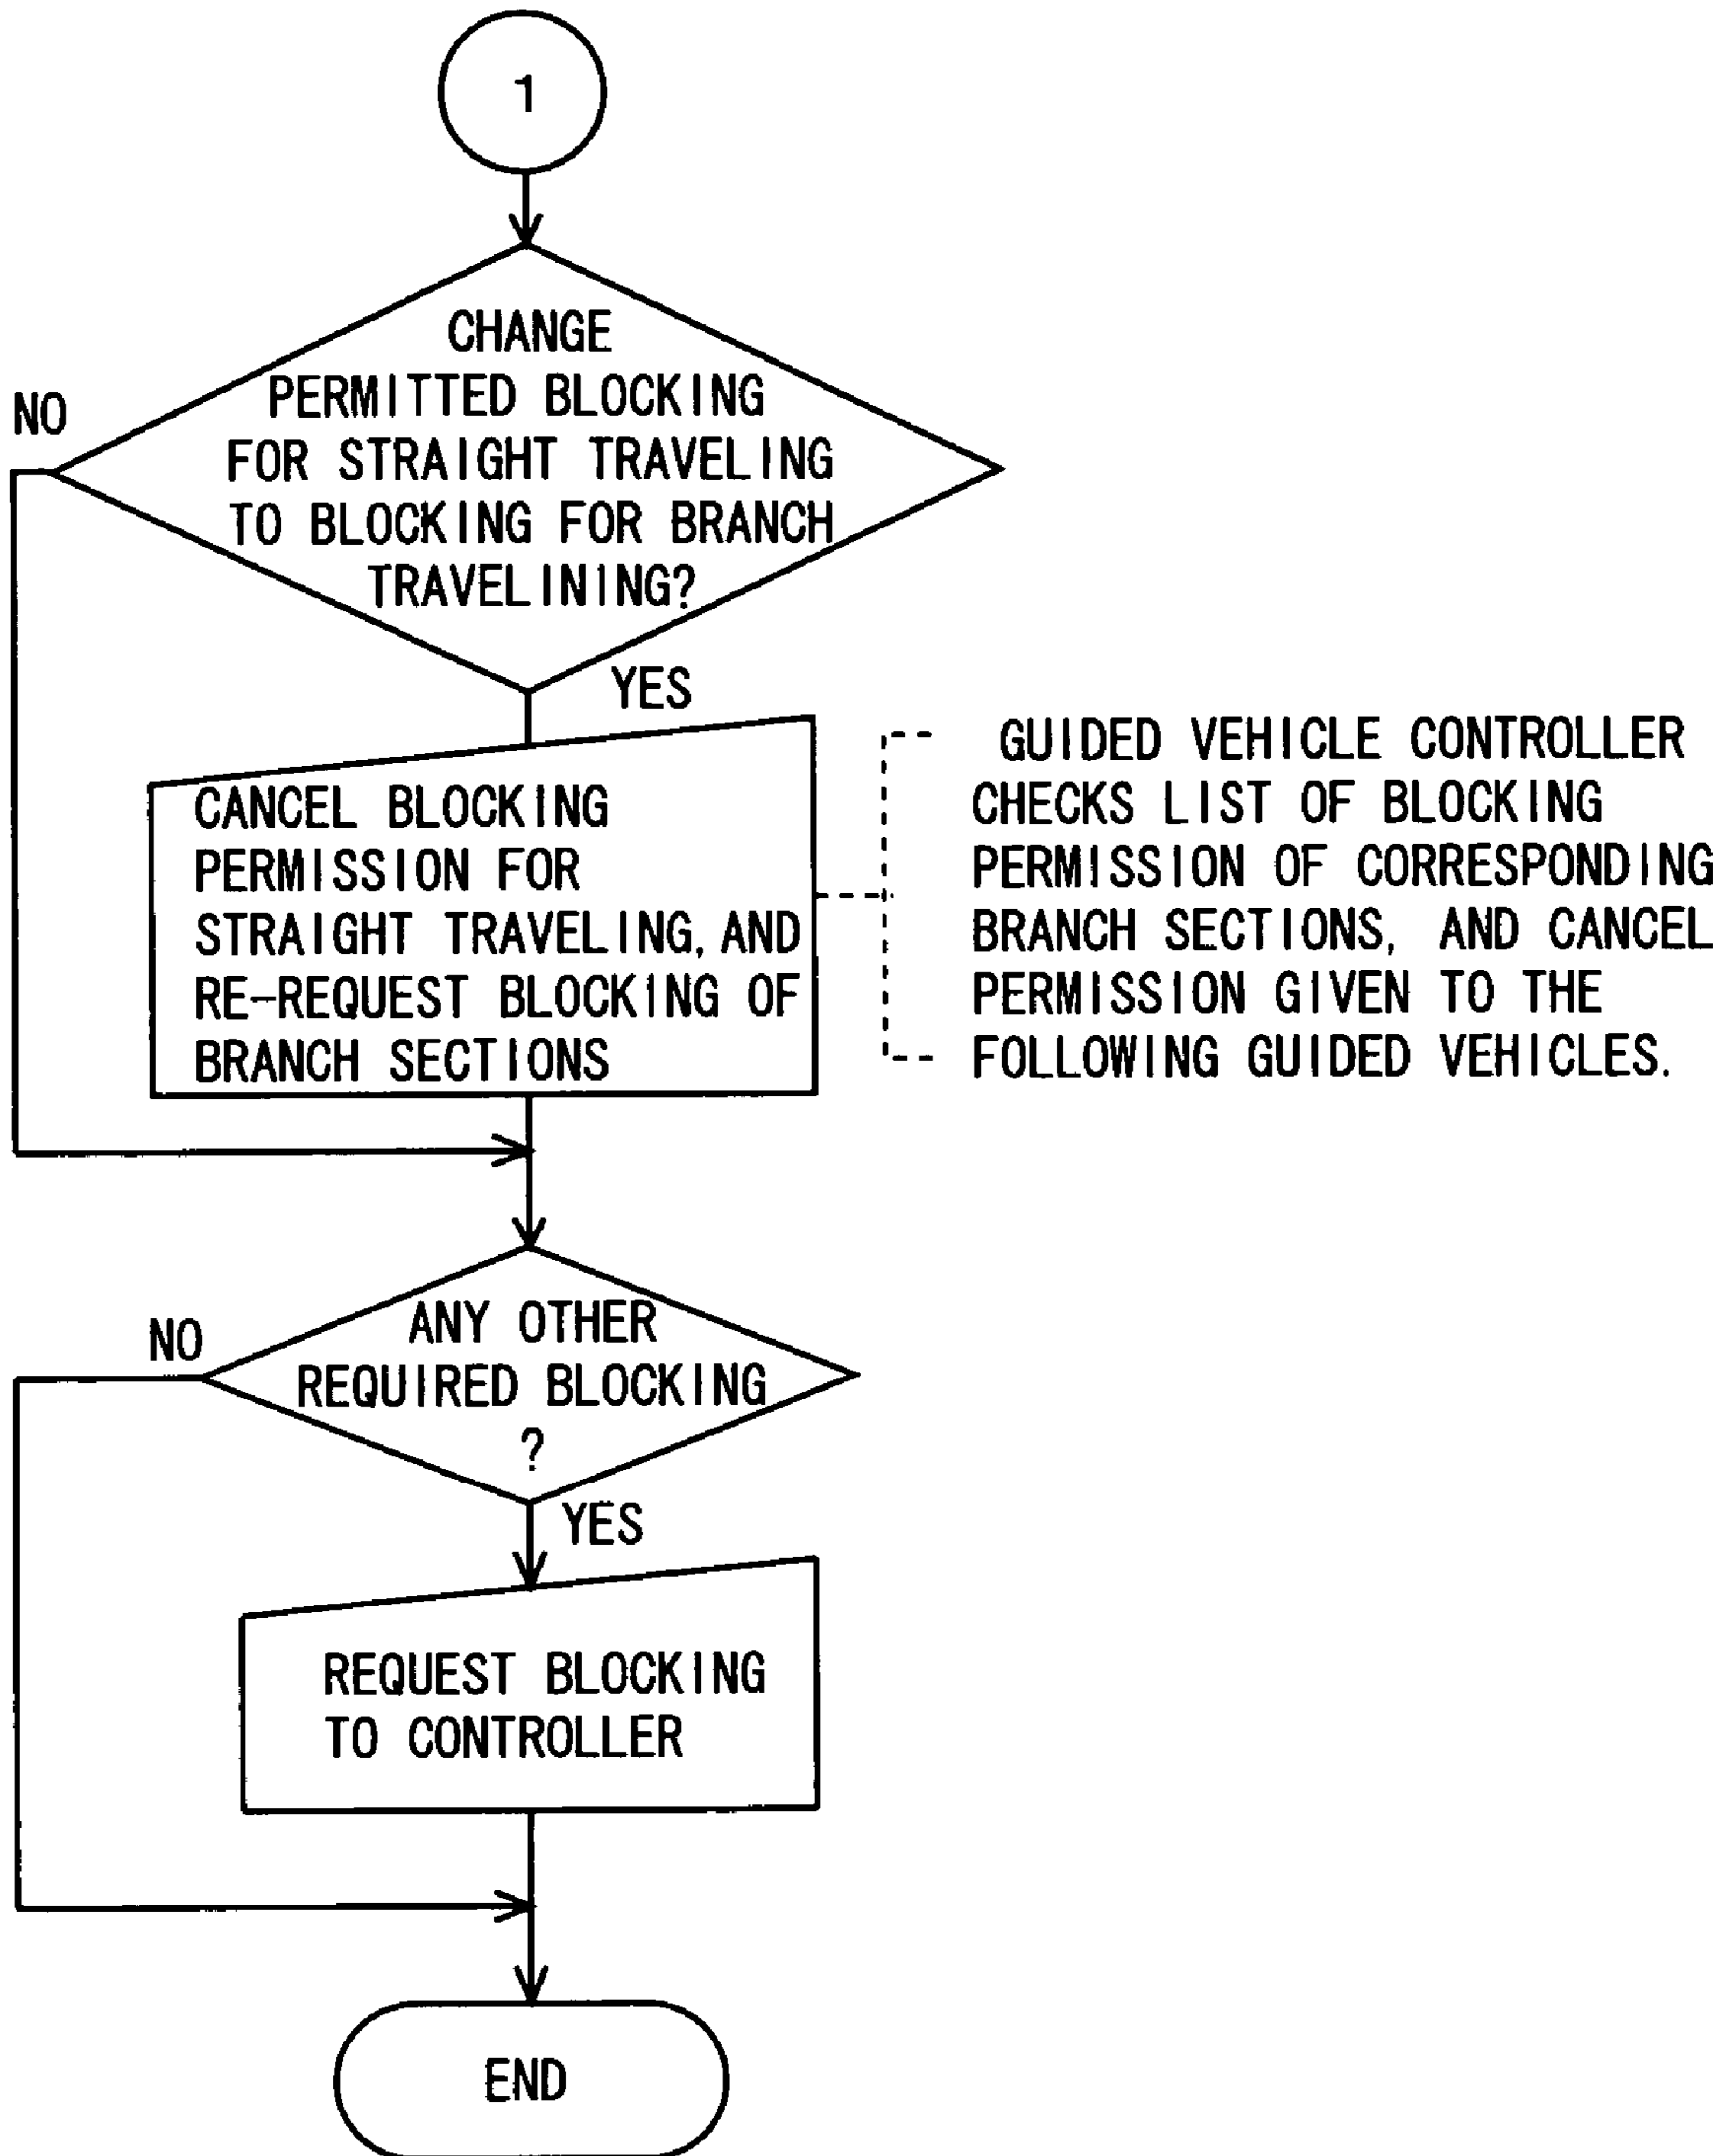 1
CHANGE
PERMITTED BLOCKING
FOR STRAIGHT TRAVELING
TO BLOCKING FOR BRANCH
TRAVELINING?
NO
YES
CANCEL BLOCKING
PERMISSION FOR
STRAIGHT TRAVELING, AND
RE-REQUEST BLOCKING OF
BRANCH SECTIONS
GUIDED VEHICLE CONTROLLER
CHECKS LIST OF BLOCKING
PERMISSION OF CORRESPONDING
BRANCH SECTIONS, AND CANCEL
PERMISSION GIVEN TO THE
FOLLOWING GUIDED VEHICLES.
ANY OTHER
REQUIRED BLOCKING
?
NO
YES
REQUEST BLOCKING
TO CONTROLLER
END